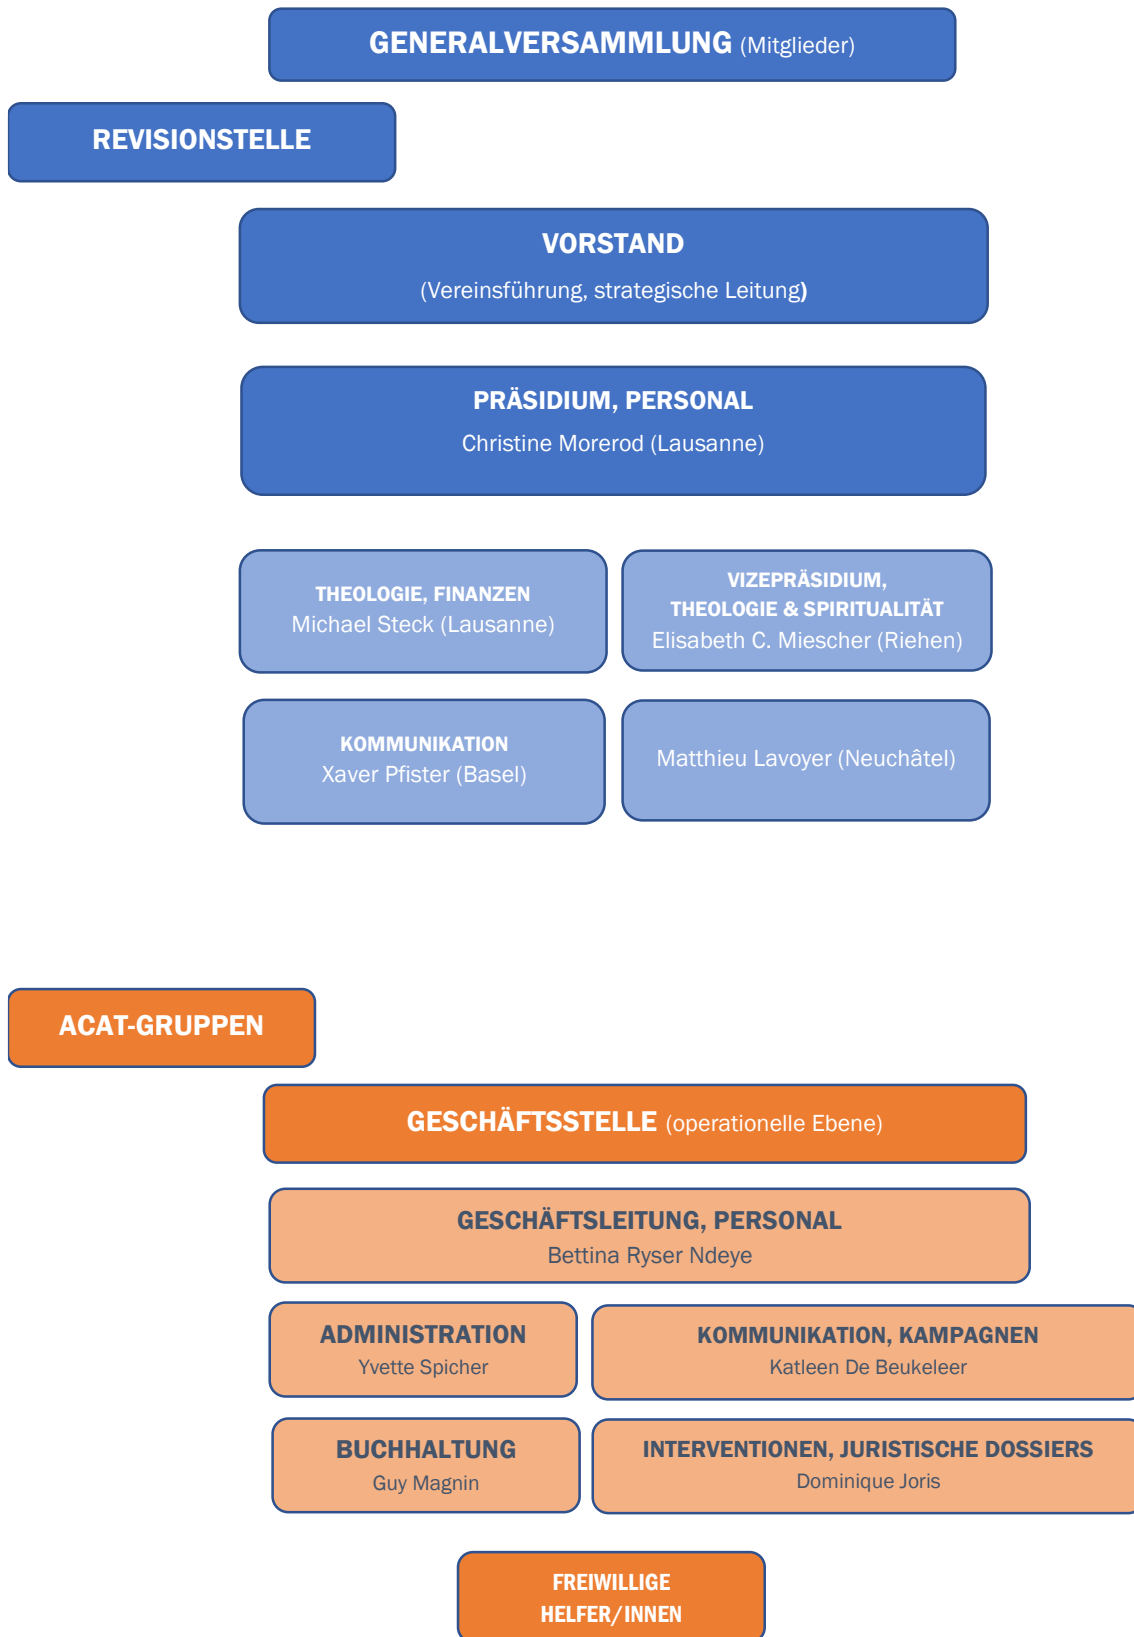 GENERALVERSAMMLUNG (Mitglieder)
REVISIONSTELLE
VORSTAND
(Vereinsführung, strategische Leitung)
PRÄSIDIUM, PERSONAL
Christine Morerod (Lausanne)
THEOLOGIE, FINANZEN
Michael Steck (Lausanne)
VIZEPRÄSIDIUM,
THEOLOGIE & SPIRITUALITÄT
Elisabeth C. Miescher (Riehen)
KOMMUNIKATION
Xaver Pfister (Basel)
Matthieu Lavoyer (Neuchâtel)
ACAT-GRUPPEN
GESCHÄFTSSTELLE (operationelle Ebene)
GESCHÄFTSLEITUNG, PERSONAL
Bettina Ryser Ndeye
ADMINISTRATION
Yvette Spicher
KOMMUNIKATION, KAMPAGNEN
Katleen De Beukeleer
BUCHHALTUNG
Guy Magnin
INTERVENTIONEN, JURISTISCHE DOSSIERS
Dominique Joris
FREIWILLIGE
HELFER/INNEN